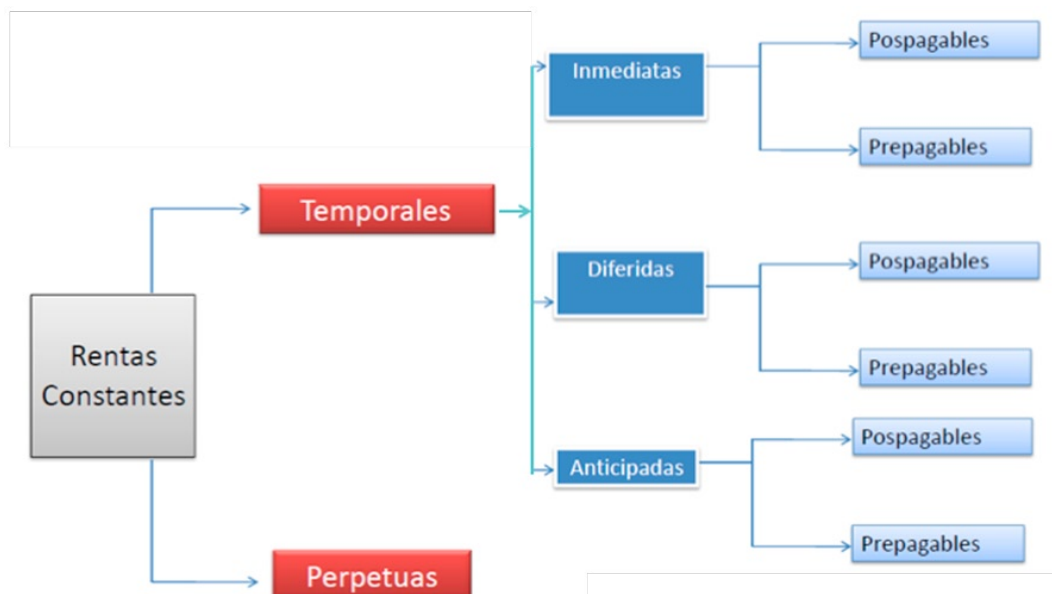 Rentas
Constantes
Temporales
Inmediatas
Pospagables
Prepagables
Diferidas
Pospagables
Prepagables
Anticipadas
Pospagables
Prepagables
Perpetuas